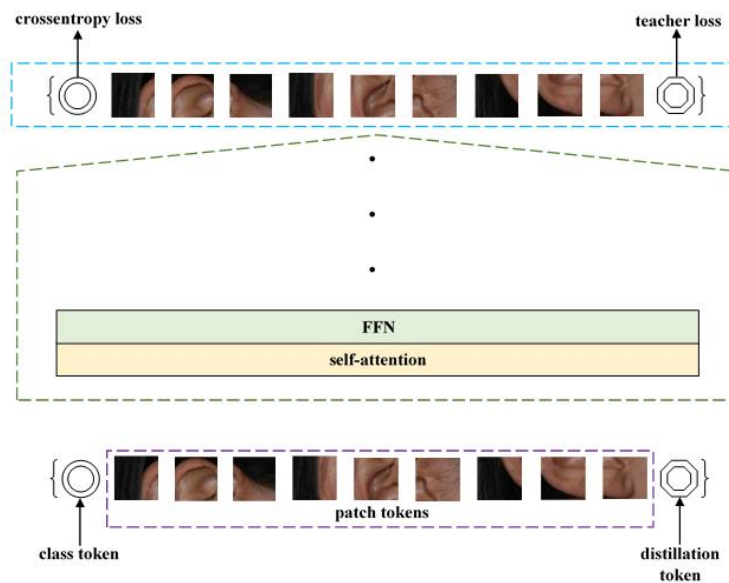 crossentropy loss
teacher loss
FFN
self-attention
patch tokens
class token
distillation
token